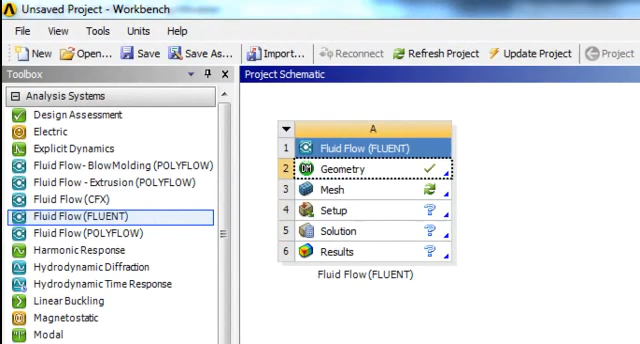 Unsaved Project - Workbench
File View Tools Units Help
New Open... Save Save As... Import... Reconnect Refresh Project Update Project Project
Toolbox
Project Schematic
Analysis Systems
Design Assessment
Electric
Explicit Dynamics
Fluid Flow - BlowMolding (POLYFLOW)
Fluid Flow - Extrusion (POLYFLOW)
Fluid Flow (CFX)
Fluid Flow (FLUENT)
Fluid Flow (POLYFLOW)
Harmonic Response
Hydrodynamic Diffraction
Hydrodynamic Time Response
Linear Buckling
Magnetostatic
Modal
A
1 Fluid Flow (FLUENT)
2 DM Geometry
3 Mesh
4 Setup
5 Solution
6 Results
Fluid Flow (FLUENT)